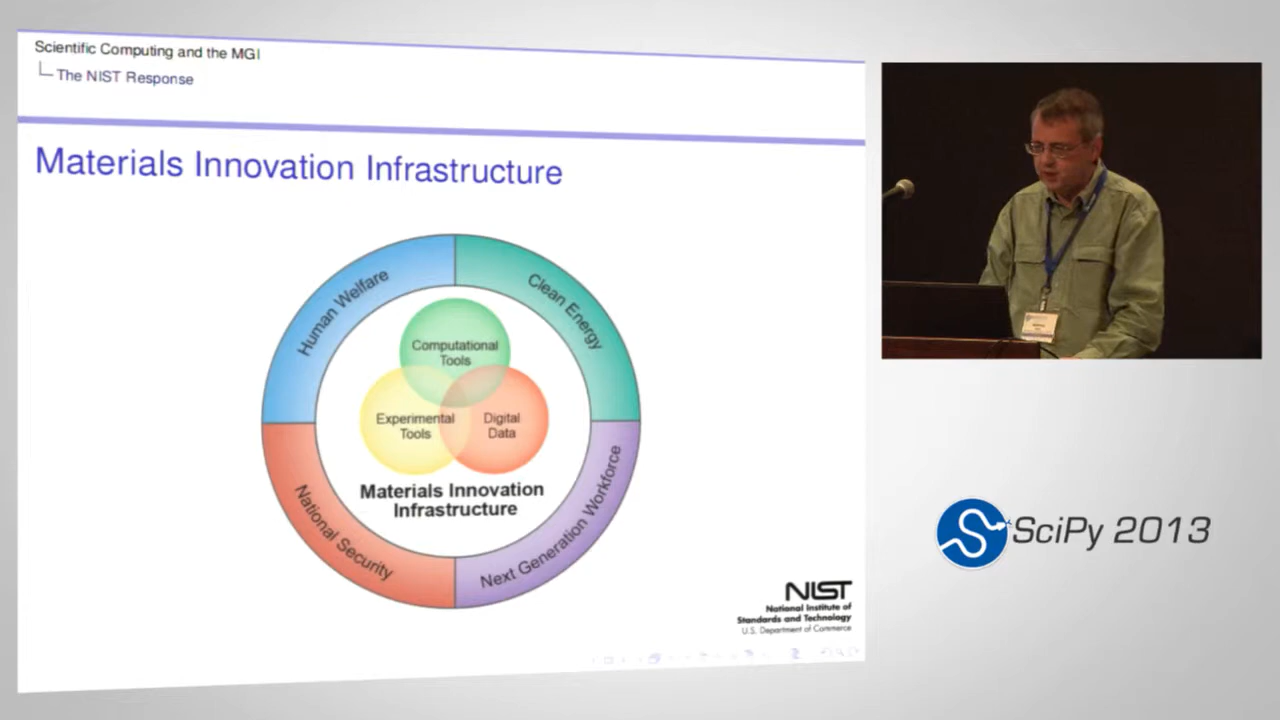 Scientific Computing and the MGI
The NIST Response
Materials Innovation Infrastructure
Human Welfare
Clean Energy
Computational
Tools
Experimental
Tools
Digital
Data
Materials Innovation
Infrastructure
National Security
Next Generation Workforce
NIST
National Institute of
Standards and Technology
U.S. Department of Commerce
SciPy 2013